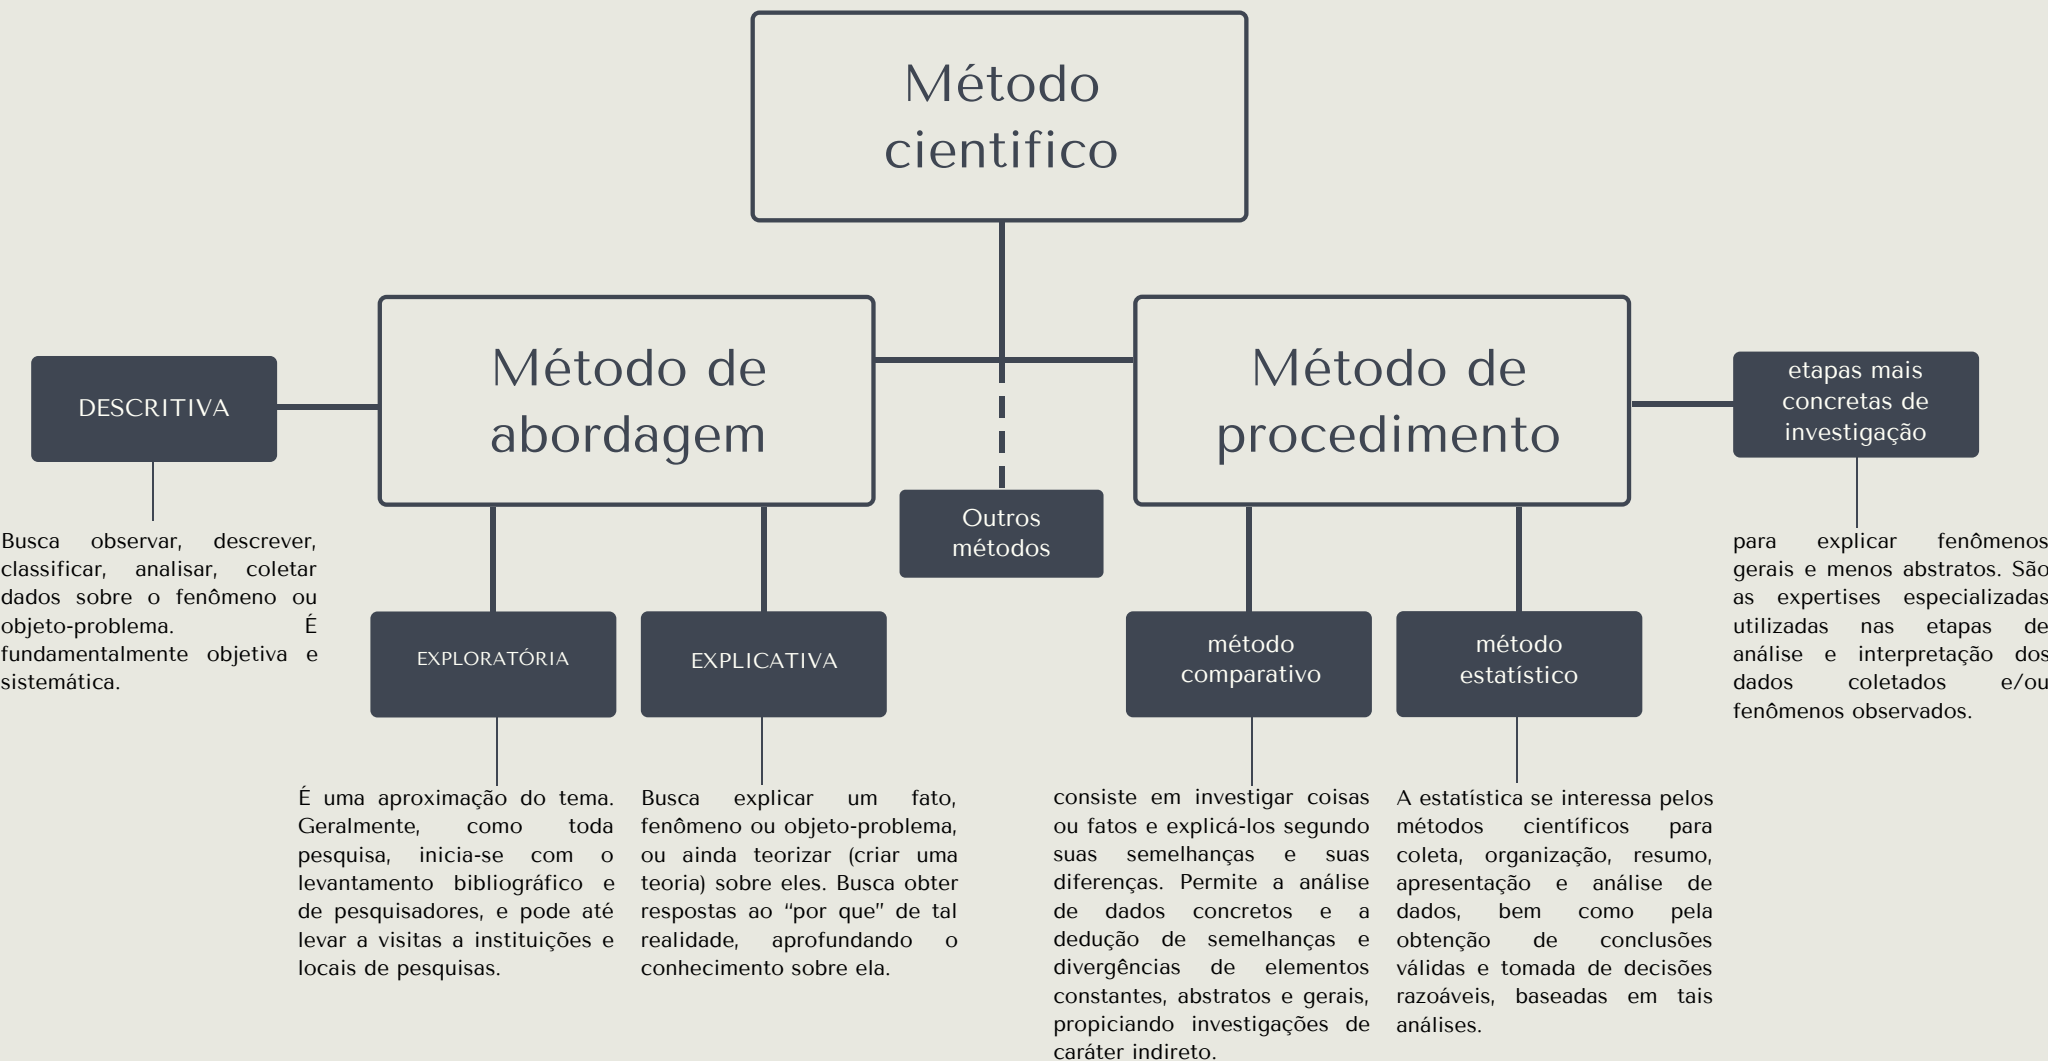 Método
cientifico
Método de
abordagem
Método de
procedimento
DESCRITIVA
etapas mais
concretas de
investigação
Outros
métodos
Busca observar, descrever,
classificar, analisar, coletar
dados sobre o fenômeno ou
objeto-problema. É
fundamentalmente objetiva e
sistemática.
EXPLORATÓRIA
EXPLICATIVA
método
comparativo
método
estatístico
para explicar fenômenos
gerais e menos abstratos. São
as expertises especializadas
utilizadas nas etapas de
análise e interpretação dos
dados coletados e/ou
fenômenos observados.
É uma aproximação do tema.
Geralmente, como toda
pesquisa, inicia-se com o
levantamento bibliográfico e
de pesquisadores, e pode até
levar a visitas a instituições e
locais de pesquisas.
Busca explicar um fato,
fenômeno ou objeto-problema,
ou ainda teorizar (criar uma
teoria) sobre eles. Busca obter
respostas ao “por que” de tal
realidade, aprofundando o
conhecimento sobre ela.
consiste em investigar coisas
ou fatos e explicá-los segundo
suas semelhanças e suas
diferenças. Permite a análise
de dados concretos e a
dedução de semelhanças e
divergências de elementos
constantes, abstratos e gerais,
propiciando investigações de
caráter indireto.
A estatística se interessa pelos
métodos científicos para
coleta, organização, resumo,
apresentação e análise de
dados, bem como pela
obtenção de conclusões
válidas e tomada de decisões
razoáveis, baseadas em tais
análises.